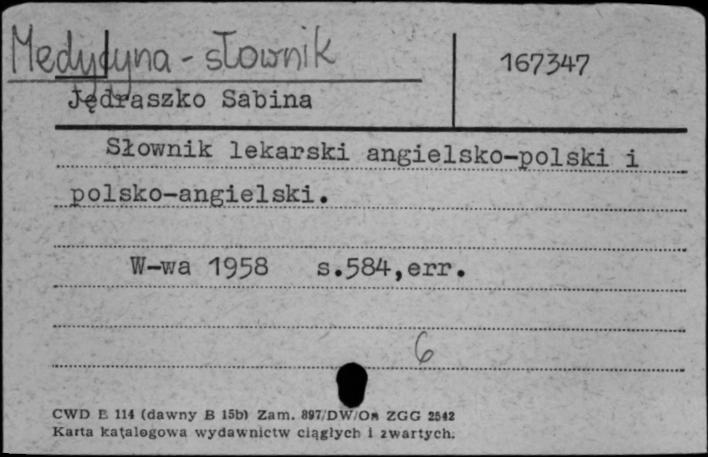 Medycyna - słownik
167347
Jędraszko Sabina
Słownik lekarski angielsko-polski i
polsko-angielski.
W-wa 1958 s.584,err.
6
CWD E 114 (dawny B 15b) Zam. 897/DW/On ZGG 2542
Karta katalogowa wydawnictw ciągłych i zwartych.